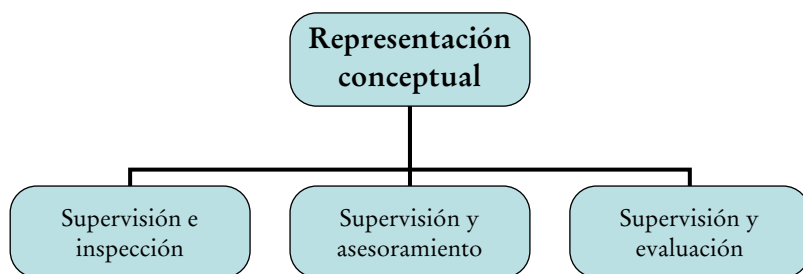 Representación
conceptual
Supervisión e
inspección
Supervisión y
asesoramiento
Supervisión y
evaluación